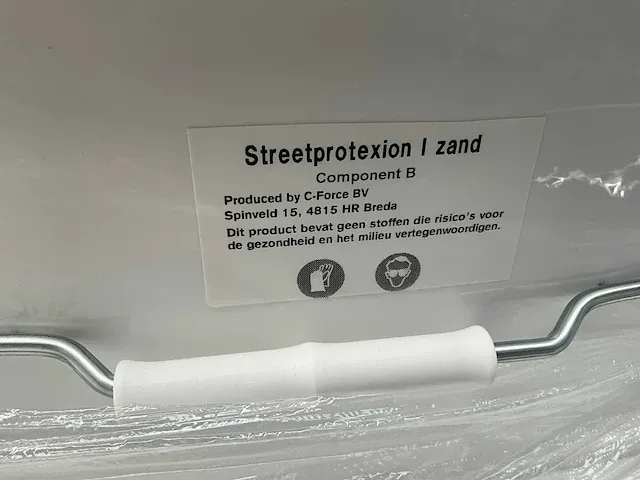 Streetprotexion I zand
Component B
Produced by C-Force BV
Spinveld 15, 4815 HR Breda
Dit product bevat geen stoffen die risico's voor
de gezondheid en het milieu vertegenwoordigen.